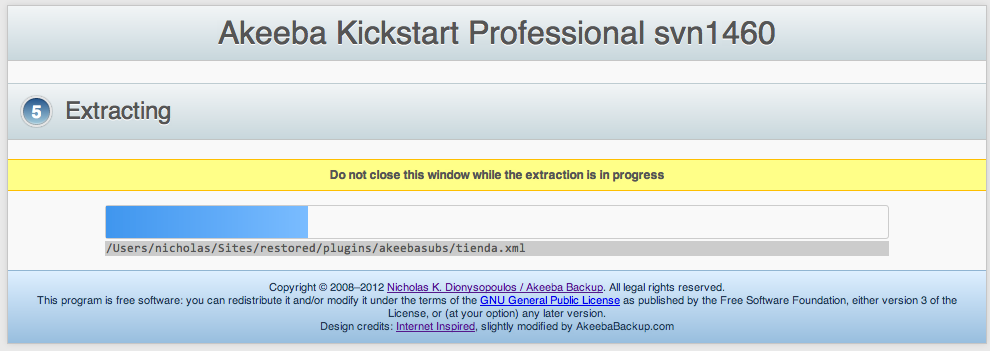 Akeeba Kickstart Professional svn1460
5 Extracting
Do not close this window while the extraction is in progress
/Users/nicholas/Sites/restored/plugins/akeebasubs/tienda.xml
Copyright © 2008–2012 Nicholas K. Dionysopoulos / Akeeba Backup. All legal rights reserved.
This program is free software: you can redistribute it and/or modify it under the terms of the GNU General Public License as published by the Free Software Foundation, either version 3 of the
License, or (at your option) any later version.
Design credits: Internet Inspired, slightly modified by AkeebaBackup.com